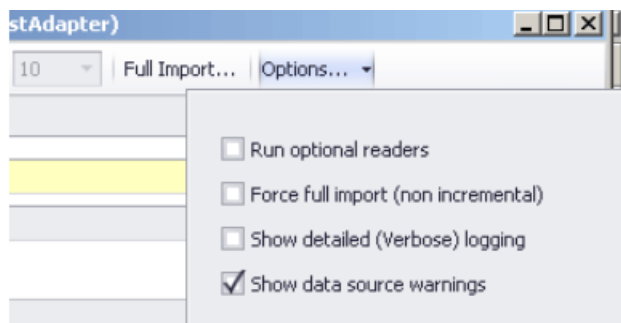 stAdapter)
10 Full Import... Options...
Run optional readers
Force full import (non incremental)
Show detailed (Verbose) logging
Show data source warnings